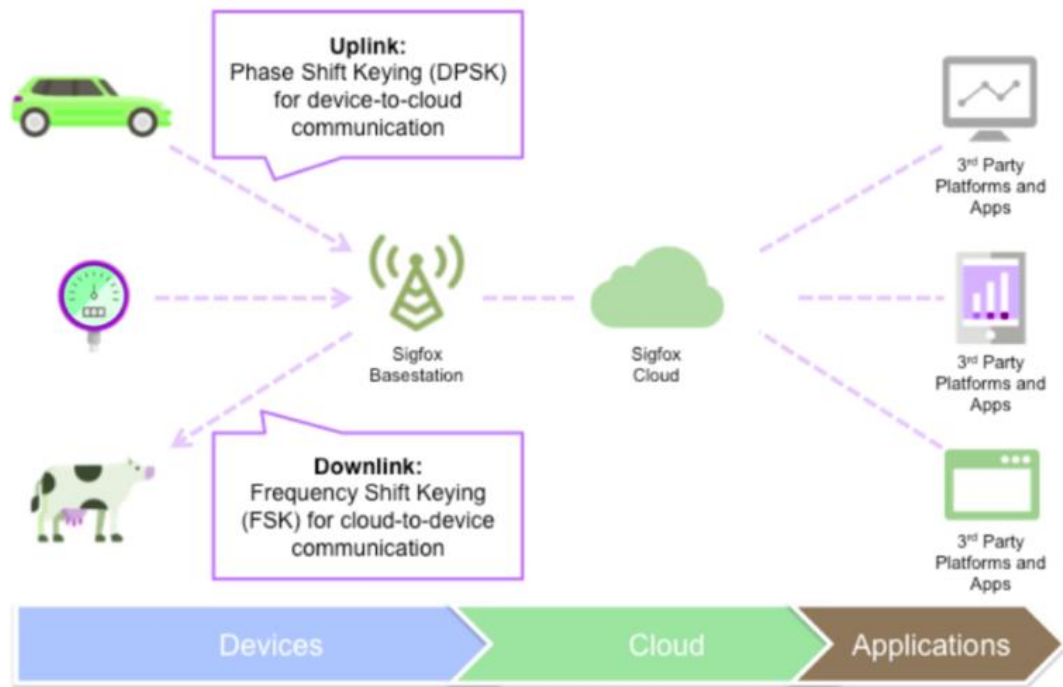 Uplink:
Phase Shift Keying (DPSK)
for device-to-cloud
communication
3rd Party
Platforms and
Apps
Sigfox
Basestation
Sigfox
Cloud
3rd Party
Platforms and
Apps
Downlink:
Frequency Shift Keying
(FSK) for cloud-to-device
communication
3rd Party
Platforms and
Apps
Devices
Cloud
Applications